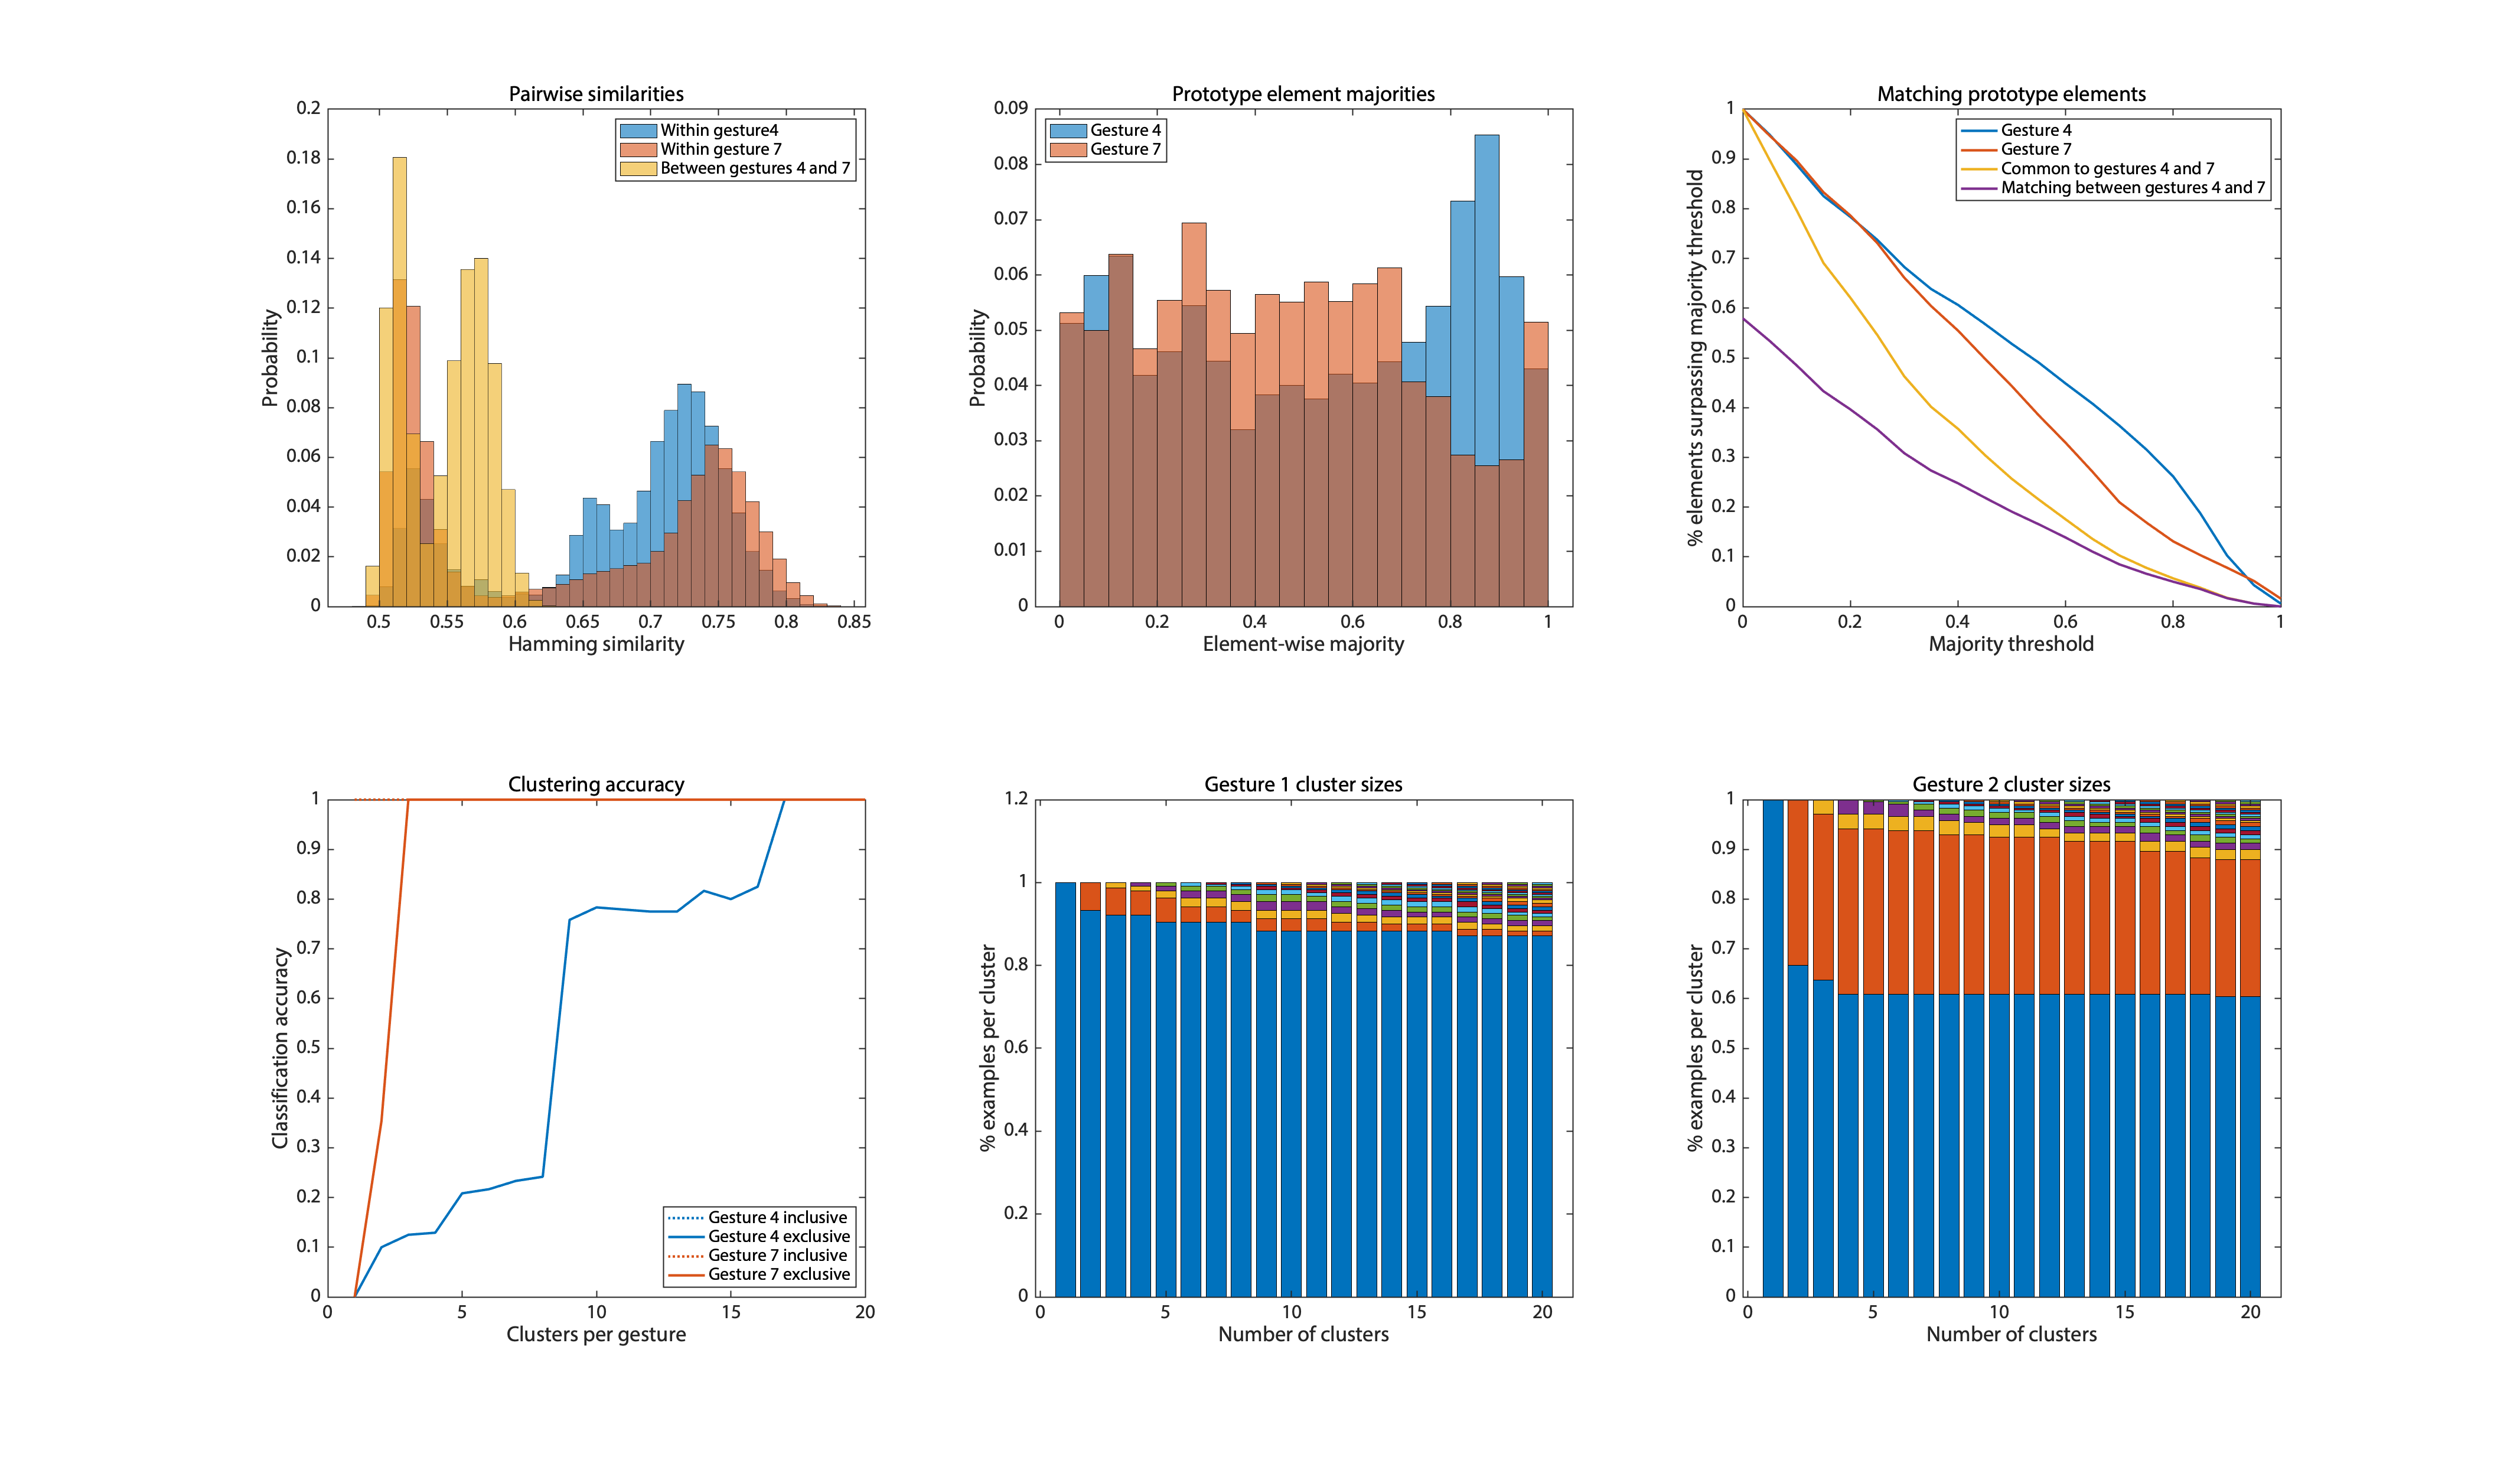 Pairwise similarities
0.2
0.18
0.16
0.14
0.12
0.1
0.08
0.06
0.04
0.02
0
Probability
Within gesture4
Within gesture 7
Between gestures 4 and 7
0.5 0.55 0.6 0.65 0.7 0.75 0.8 0.85
Hamming similarity
Prototype element majorities
0.09
0.08
0.07
0.06
0.05
0.04
0.03
0.02
0.01
0
Probability
Gesture 4
Gesture 7
0 0.2 0.4 0.6 0.8 1
Element-wise majority
Matching prototype elements
1
0.9
0.8
0.7
0.6
0.5
0.4
0.3
0.2
0.1
0
% elements surpassing majority threshold
Gesture 4
Gesture 7
Common to gestures 4 and 7
Matching between gestures 4 and 7
0 0.2 0.4 0.6 0.8 1
Majority threshold
Clustering accuracy
1
0.9
0.8
0.7
0.6
0.5
0.4
0.3
0.2
0.1
0
Classification accuracy
Gesture 4 inclusive
Gesture 4 exclusive
Gesture 7 inclusive
Gesture 7 exclusive
0 5 10 15 20
Clusters per gesture
Gesture 1 cluster sizes
1.2
1
0.8
0.6
0.4
0.2
0
% examples per cluster
0 5 10 15 20
Number of clusters
Gesture 2 cluster sizes
1
0.9
0.8
0.7
0.6
0.5
0.4
0.3
0.2
0.1
0
% examples per cluster
0 5 10 15 20
Number of clusters